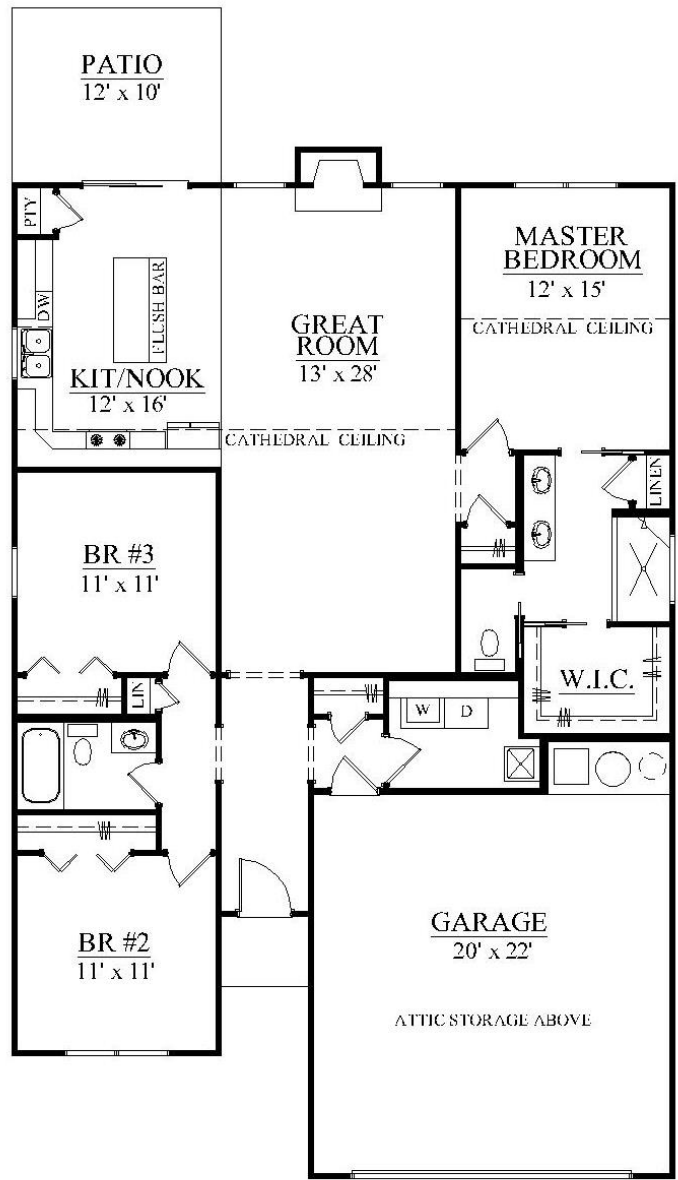 PATIO
12' x 10'
PTY
DW
FLUSH BAR
KIT/NOOK
12' x 16'
GREAT
ROOM
13' x 28'
CATHEDRAL CEILING
MASTER
BEDROOM
12' x 15'
CATHEDRAL CEILING
LINEN
BR #3
11' x 11'
LIN
W.I.C.
W
D
BR #2
11' x 11'
GARAGE
20' x 22'
ATTIC STORAGE ABOVE